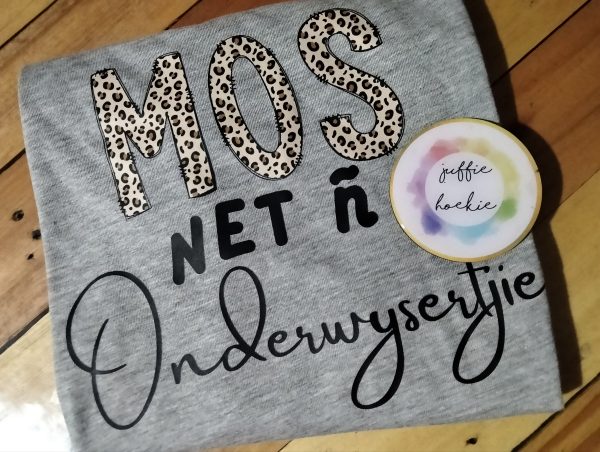 MOS
NET ñ
Onderwysertjie
juffie
hoekie